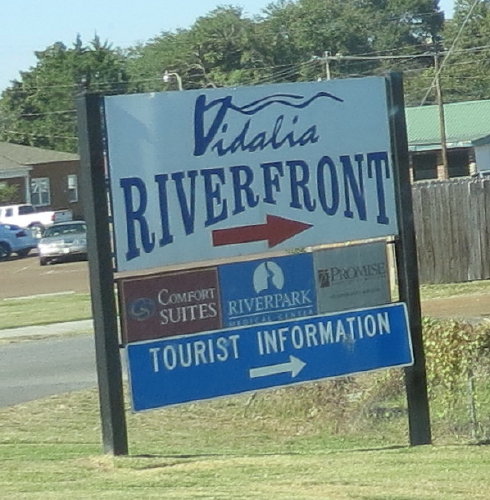 Vidalia
RIVERFRONT
COMFORT
SUITES
RIVERPARK
MEDICAL CENTER
PROMISE
TOURIST INFORMATION